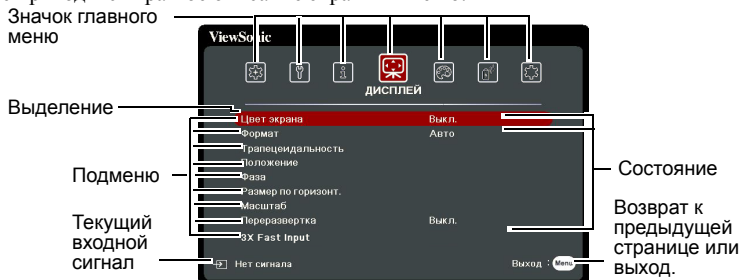 Значок главного
меню
ViewSonic
ДИСПЛЕЙ
Выделение
Цвет экрана Выкл.
Формат Авто
Трапецеидальность
Положение
Фаза
Размер по горизонт.
Масштаб
Переразвертка Выкл.
3X Fast Input
Подменю
Состояние
Текущий
входной
сигнал
Нет сигнала
Выход : Menu
Возврат к
предыдущей
странице или
выход.